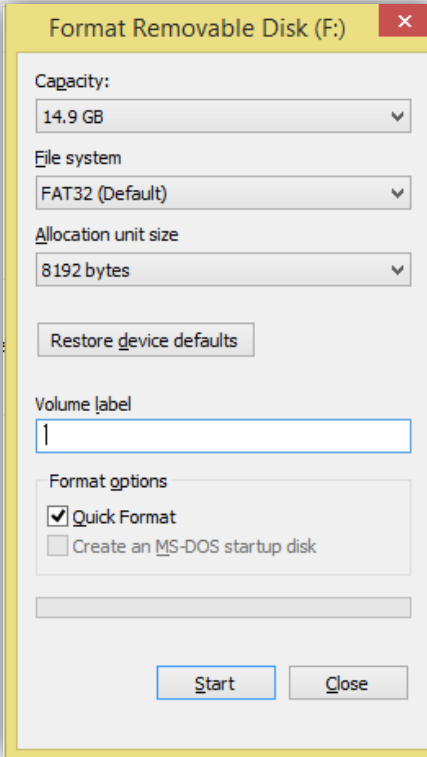 Format Removable Disk (F:)
Capacity:
14.9 GB
File system
FAT32 (Default)
Allocation unit size
8192 bytes
Restore device defaults
Volume label
Format options
Quick Format
Create an MS-DOS startup disk
Start
Close